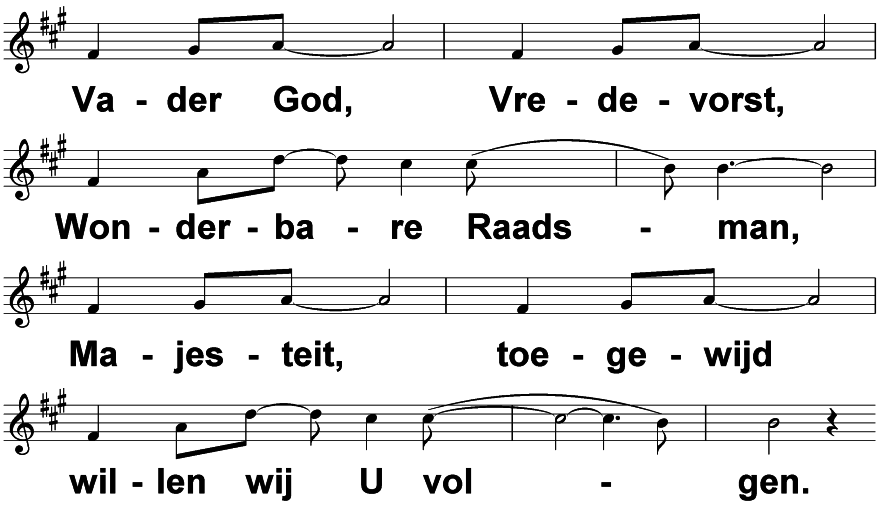 Va - der God, Vre - de - vorst,
Won - der - ba - re Raads - man,
Ma - jes - teit, toe - ge - wijd
wil - len wij U vol - gen.